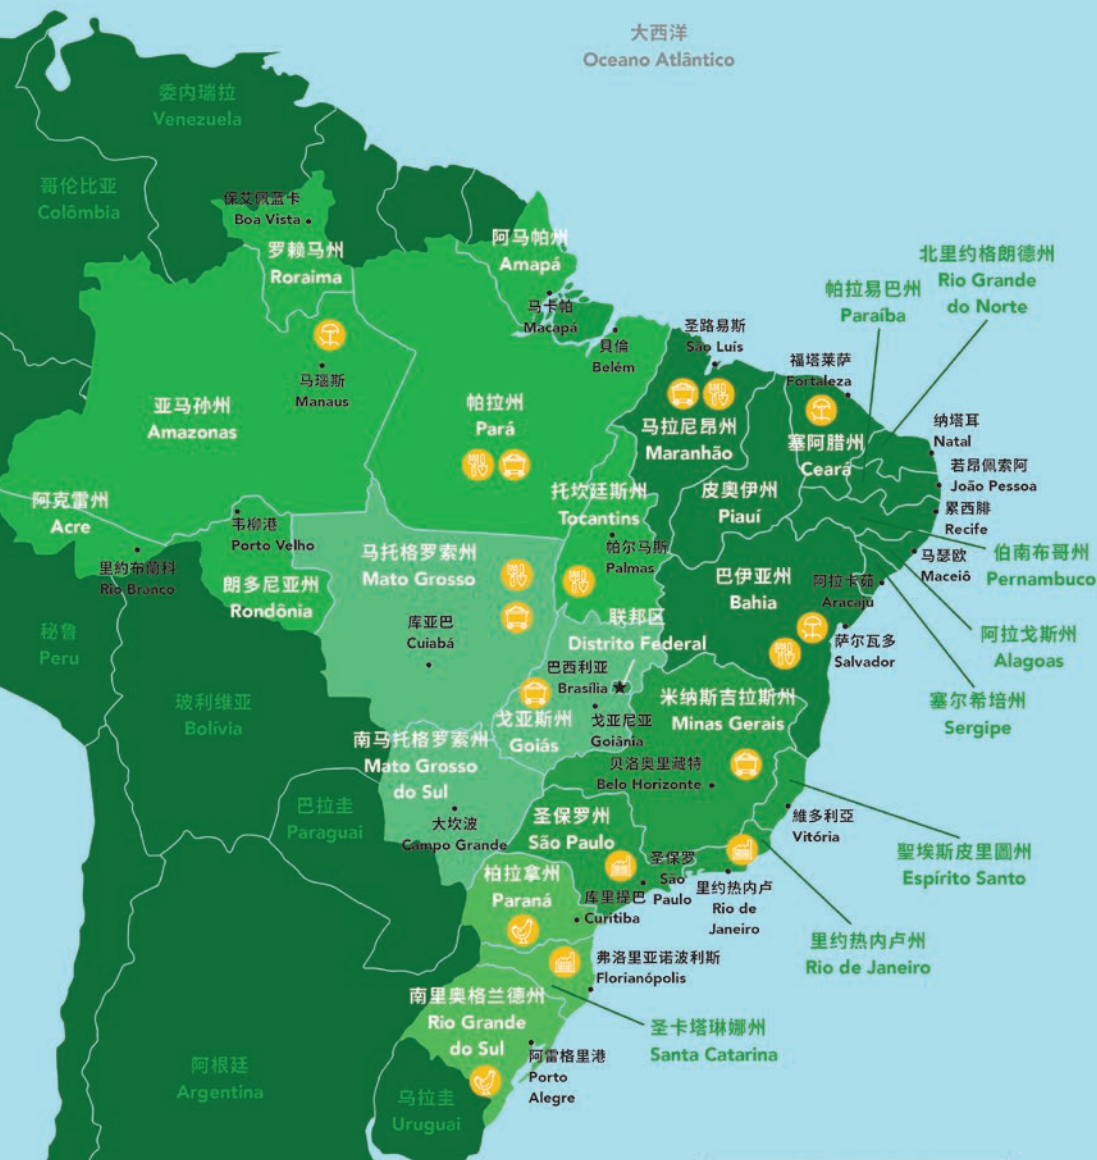 大西洋
Oceano Atlântico
委内瑞拉
Venezuela
哥伦比亚
Colômbia
保艾佩蓝卡
Boa Vista
罗赖马州
Roraima
阿马帕州
Amapá
马卡帕
Macapá
貝倫
Belém
圣路易斯
São Luís
北里约格朗德州
Rio Grande
do Norte
帕拉易巴州
Paraíba
福塔莱萨
Fortaleza
马瑙斯
Manaus
亚马孙州
Amazonas
帕拉州
Pará
马拉尼昂州
Maranhão
塞阿腊州
Ceará
纳塔耳
Natal
若昂佩索阿
João Pessoa
累西腓
Recife
阿克雷州
Acre
韦柳港
Porto Velho
里約布蘭科
Rio Branco
朗多尼亚州
Rondônia
马托格罗索州
Mato Grosso
库亚巴
Cuiabá
托坎廷斯州
Tocantins
帕尔马斯
Palmas
皮奥伊州
Piauí
巴伊亚州
Bahia
阿拉卡茹
Aracaju
马瑟欧
Maceiô
伯南布哥州
Pernambuco
阿拉戈斯州
Alagoas
塞尔希培州
Sergipe
萨尔瓦多
Salvador
联邦区
Distrito Federal
巴西利亚
Brasília
戈亚斯州
Goiás
戈亚尼亚
Goiânia
米纳斯吉拉斯州
Minas Gerais
贝洛奥里藏特
Belo Horizonte
秘鲁
Peru
玻利维亚
Bolívia
巴拉圭
Paraguai
南马托格罗索州
Mato Grosso
do Sul
大坎波
Campo Grande
圣保罗州
São Paulo
圣保罗
São
Paulo
維多利亞
Vitória
聖埃斯皮里圖州
Espírito Santo
里约热内卢
Rio de
Janeiro
里约热内卢州
Rio de Janeiro
柏拉拿州
Paraná
库里提巴
Curitiba
弗洛里亚诺波利斯
Florianópolis
圣卡塔琳娜州
Santa Catarina
南里奥格兰德州
Rio Grande
do Sul
阿雷格里港
Porto
Alegre
阿根廷
Argentina
乌拉圭
Uruguai